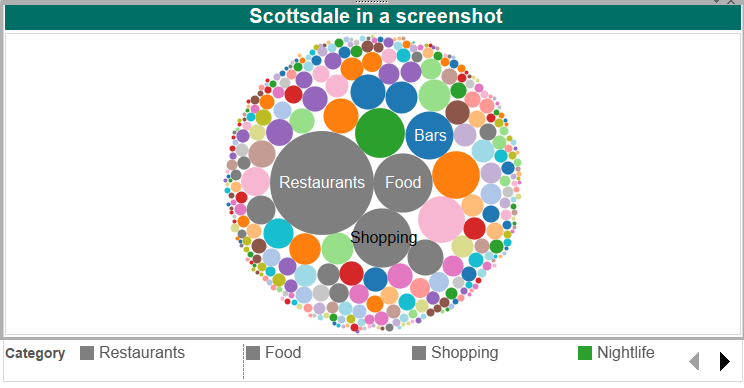 Scottsdale in a screenshot
Bars
Restaurants
Food
Shopping
Category
Restaurants
Food
Shopping
Nightlife